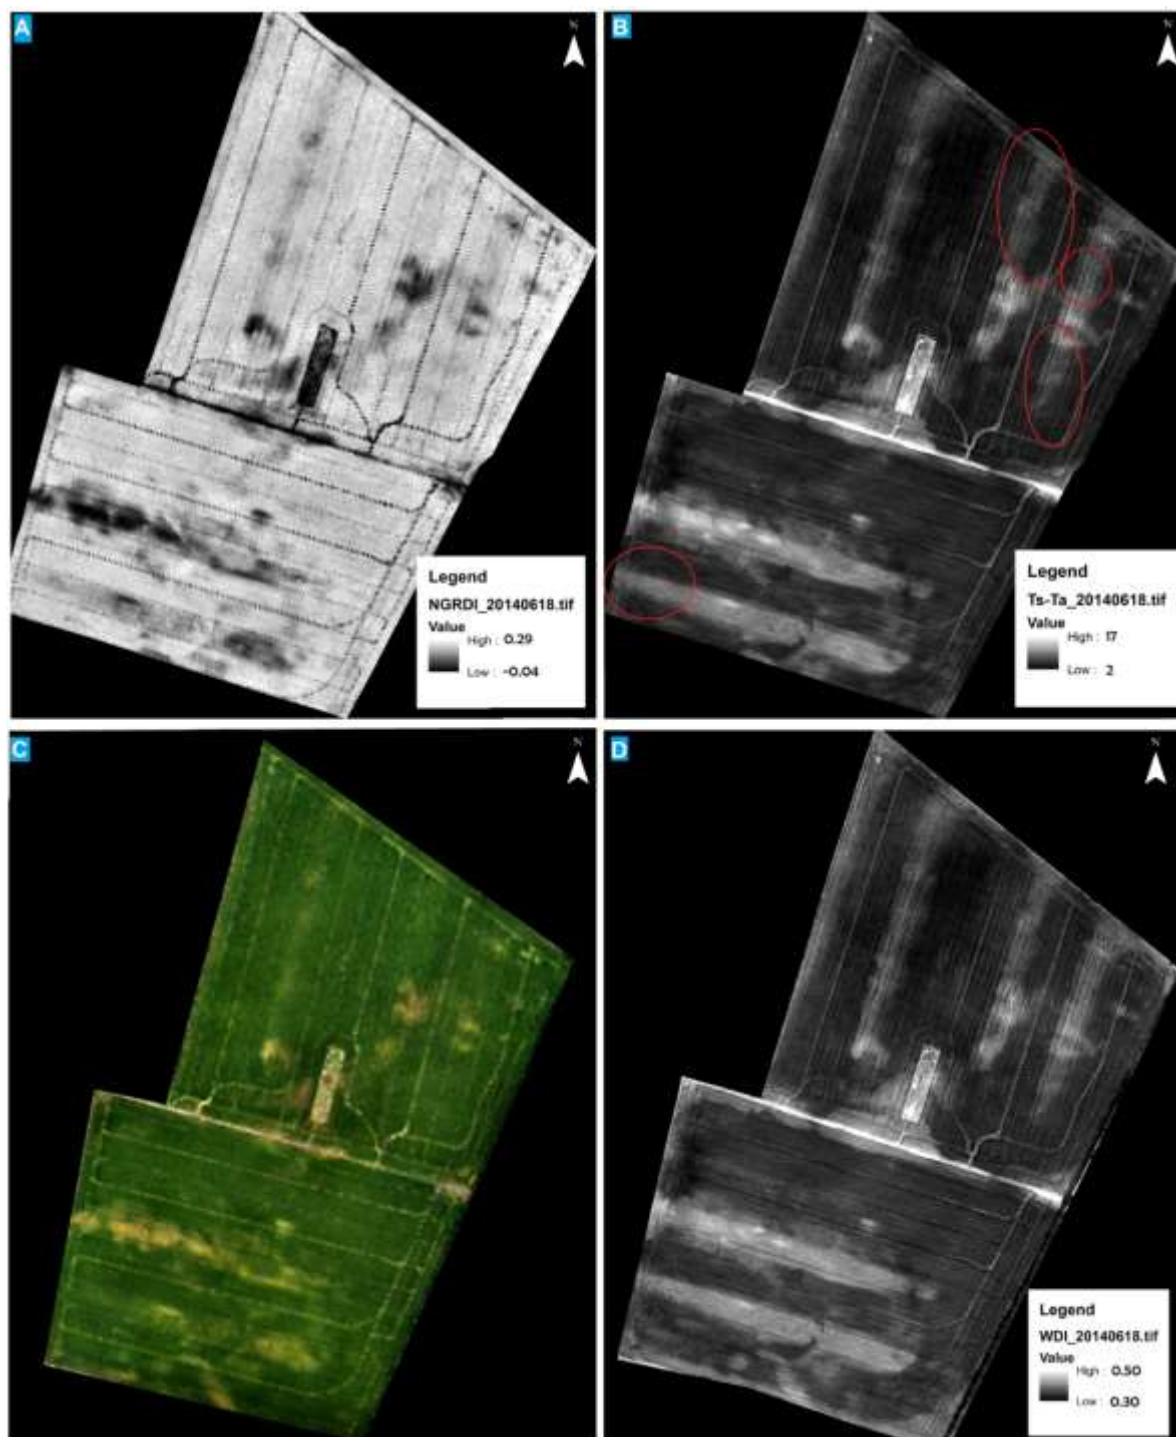 A
N
Legend
NGRDI_20140618.tif
Value
High : 0.29
Low : -0.04
B
N
Legend
Ts-Ta_20140618.tif
Value
High : 17
Low : 2
C
N
D
N
Legend
WDI_20140618.tif
Value
High : 0.50
Low : 0.30